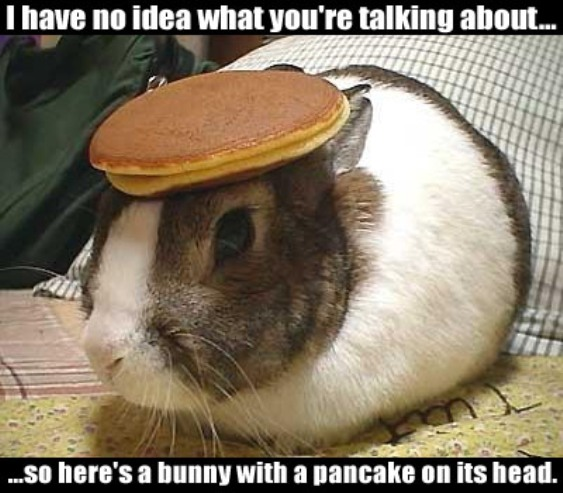 I have no idea what you're talking about...
...so here's a bunny with a pancake on its head.